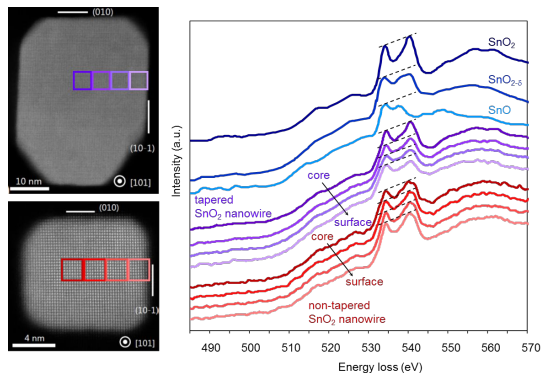 (010)
10 nm
(10-1)
[101]
(010)
4 nm
(10-1)
[101]
Intensity (a.u.)
SnO₂
SnO₂₋δ
SnO
tapered
SnO₂ nanowire
core
surface
core
surface
non-tapered
SnO₂ nanowire
490 500 510 520 530 540 550 560 570
Energy loss (eV)